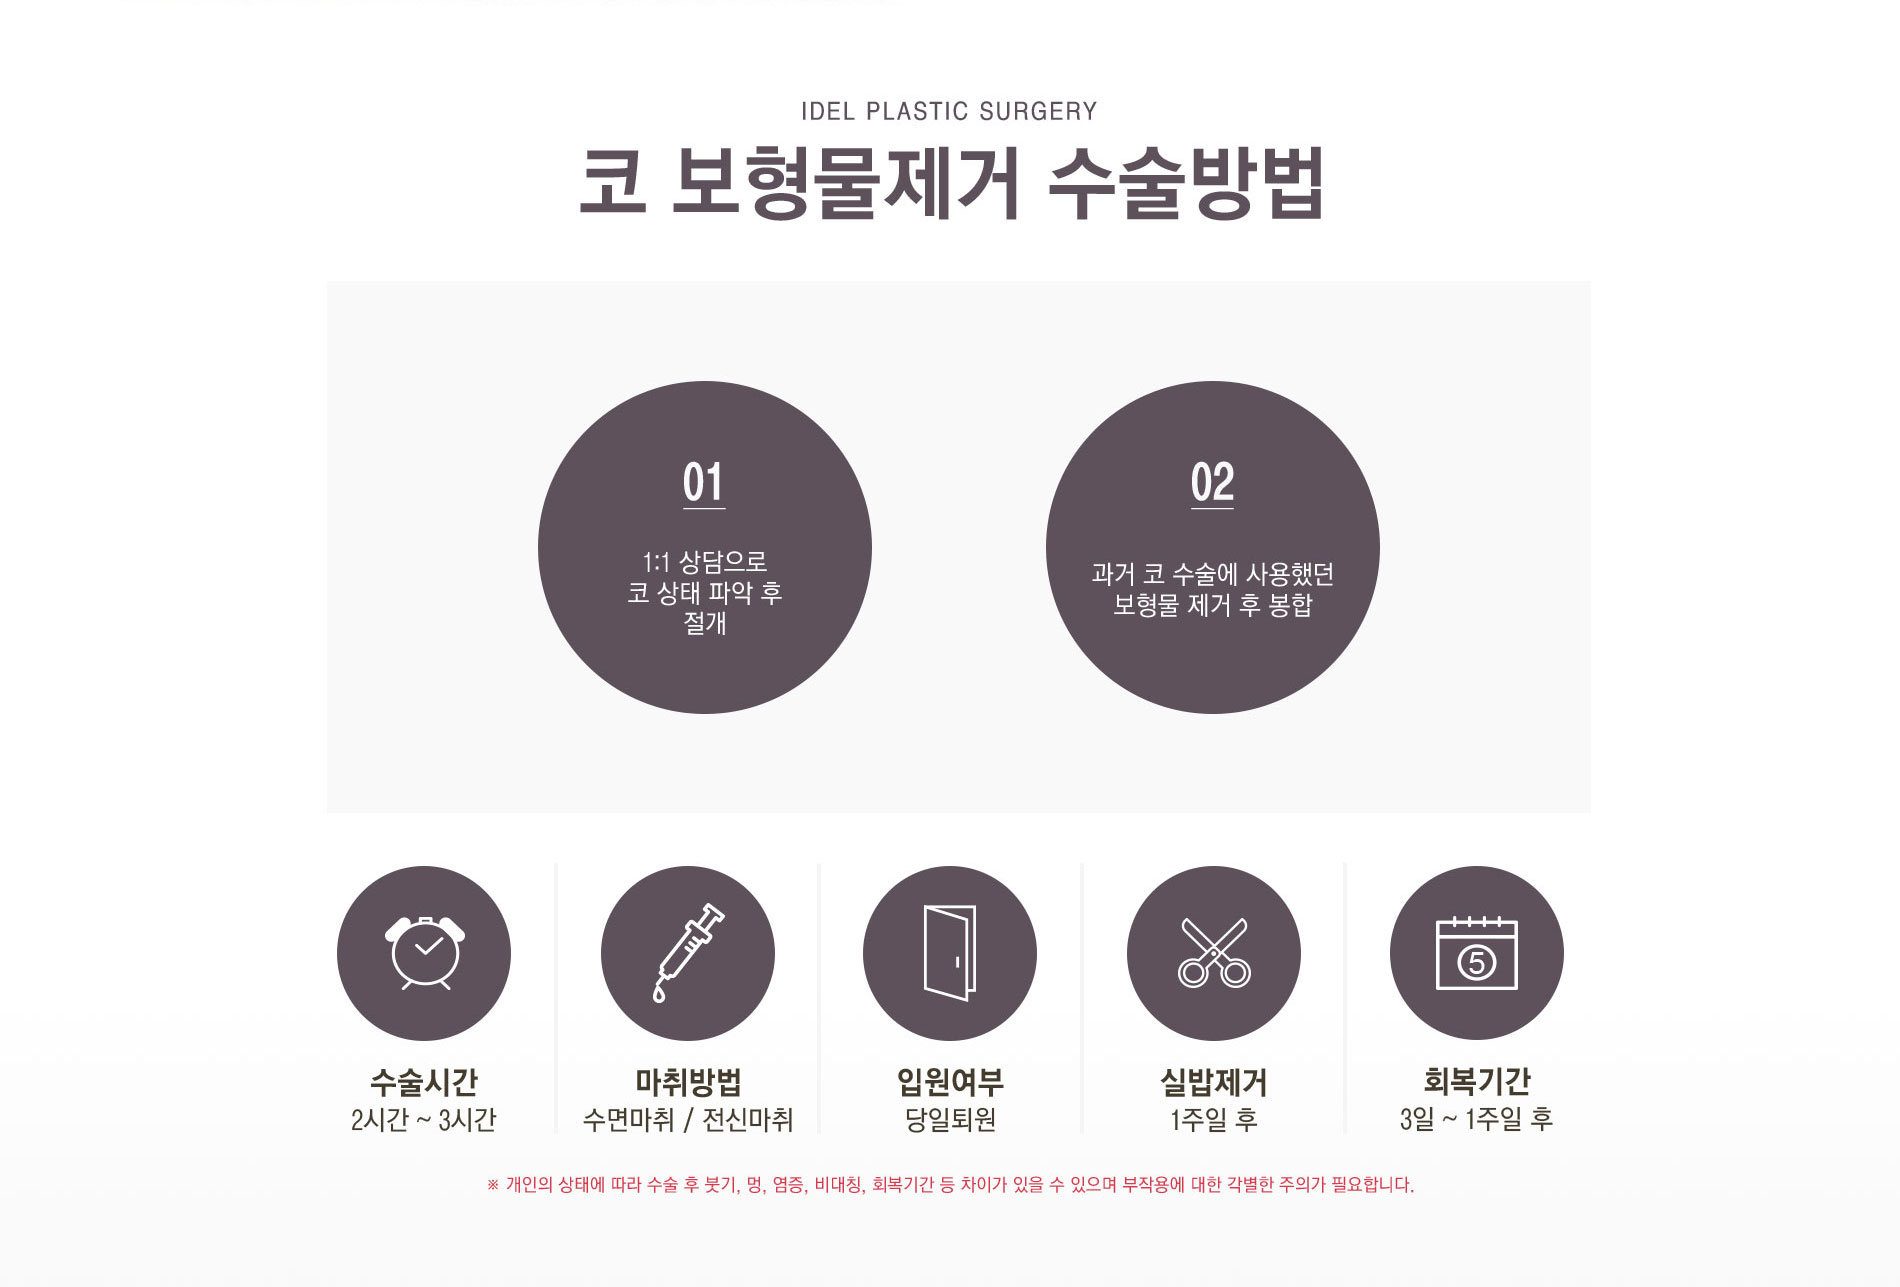 IDEL PLASTIC SURGERY
코 보형물제거 수술방법
01
1:1 상담으로
코 상태 파악 후
절개
02
과거 코 수술에 사용했던
보형물 제거 후 봉합
5
수술시간
2시간 ~ 3시간
마취방법
수면마취 / 전신마취
입원여부
당일퇴원
실밥제거
1주일 후
회복기간
3일 ~ 1주일 후
※ 개인의 상태에 따라 수술 후 붓기, 멍, 염증, 비대칭, 회복기간 등 차이가 있을 수 있으며 부작용에 대한 각별한 주의가 필요합니다.